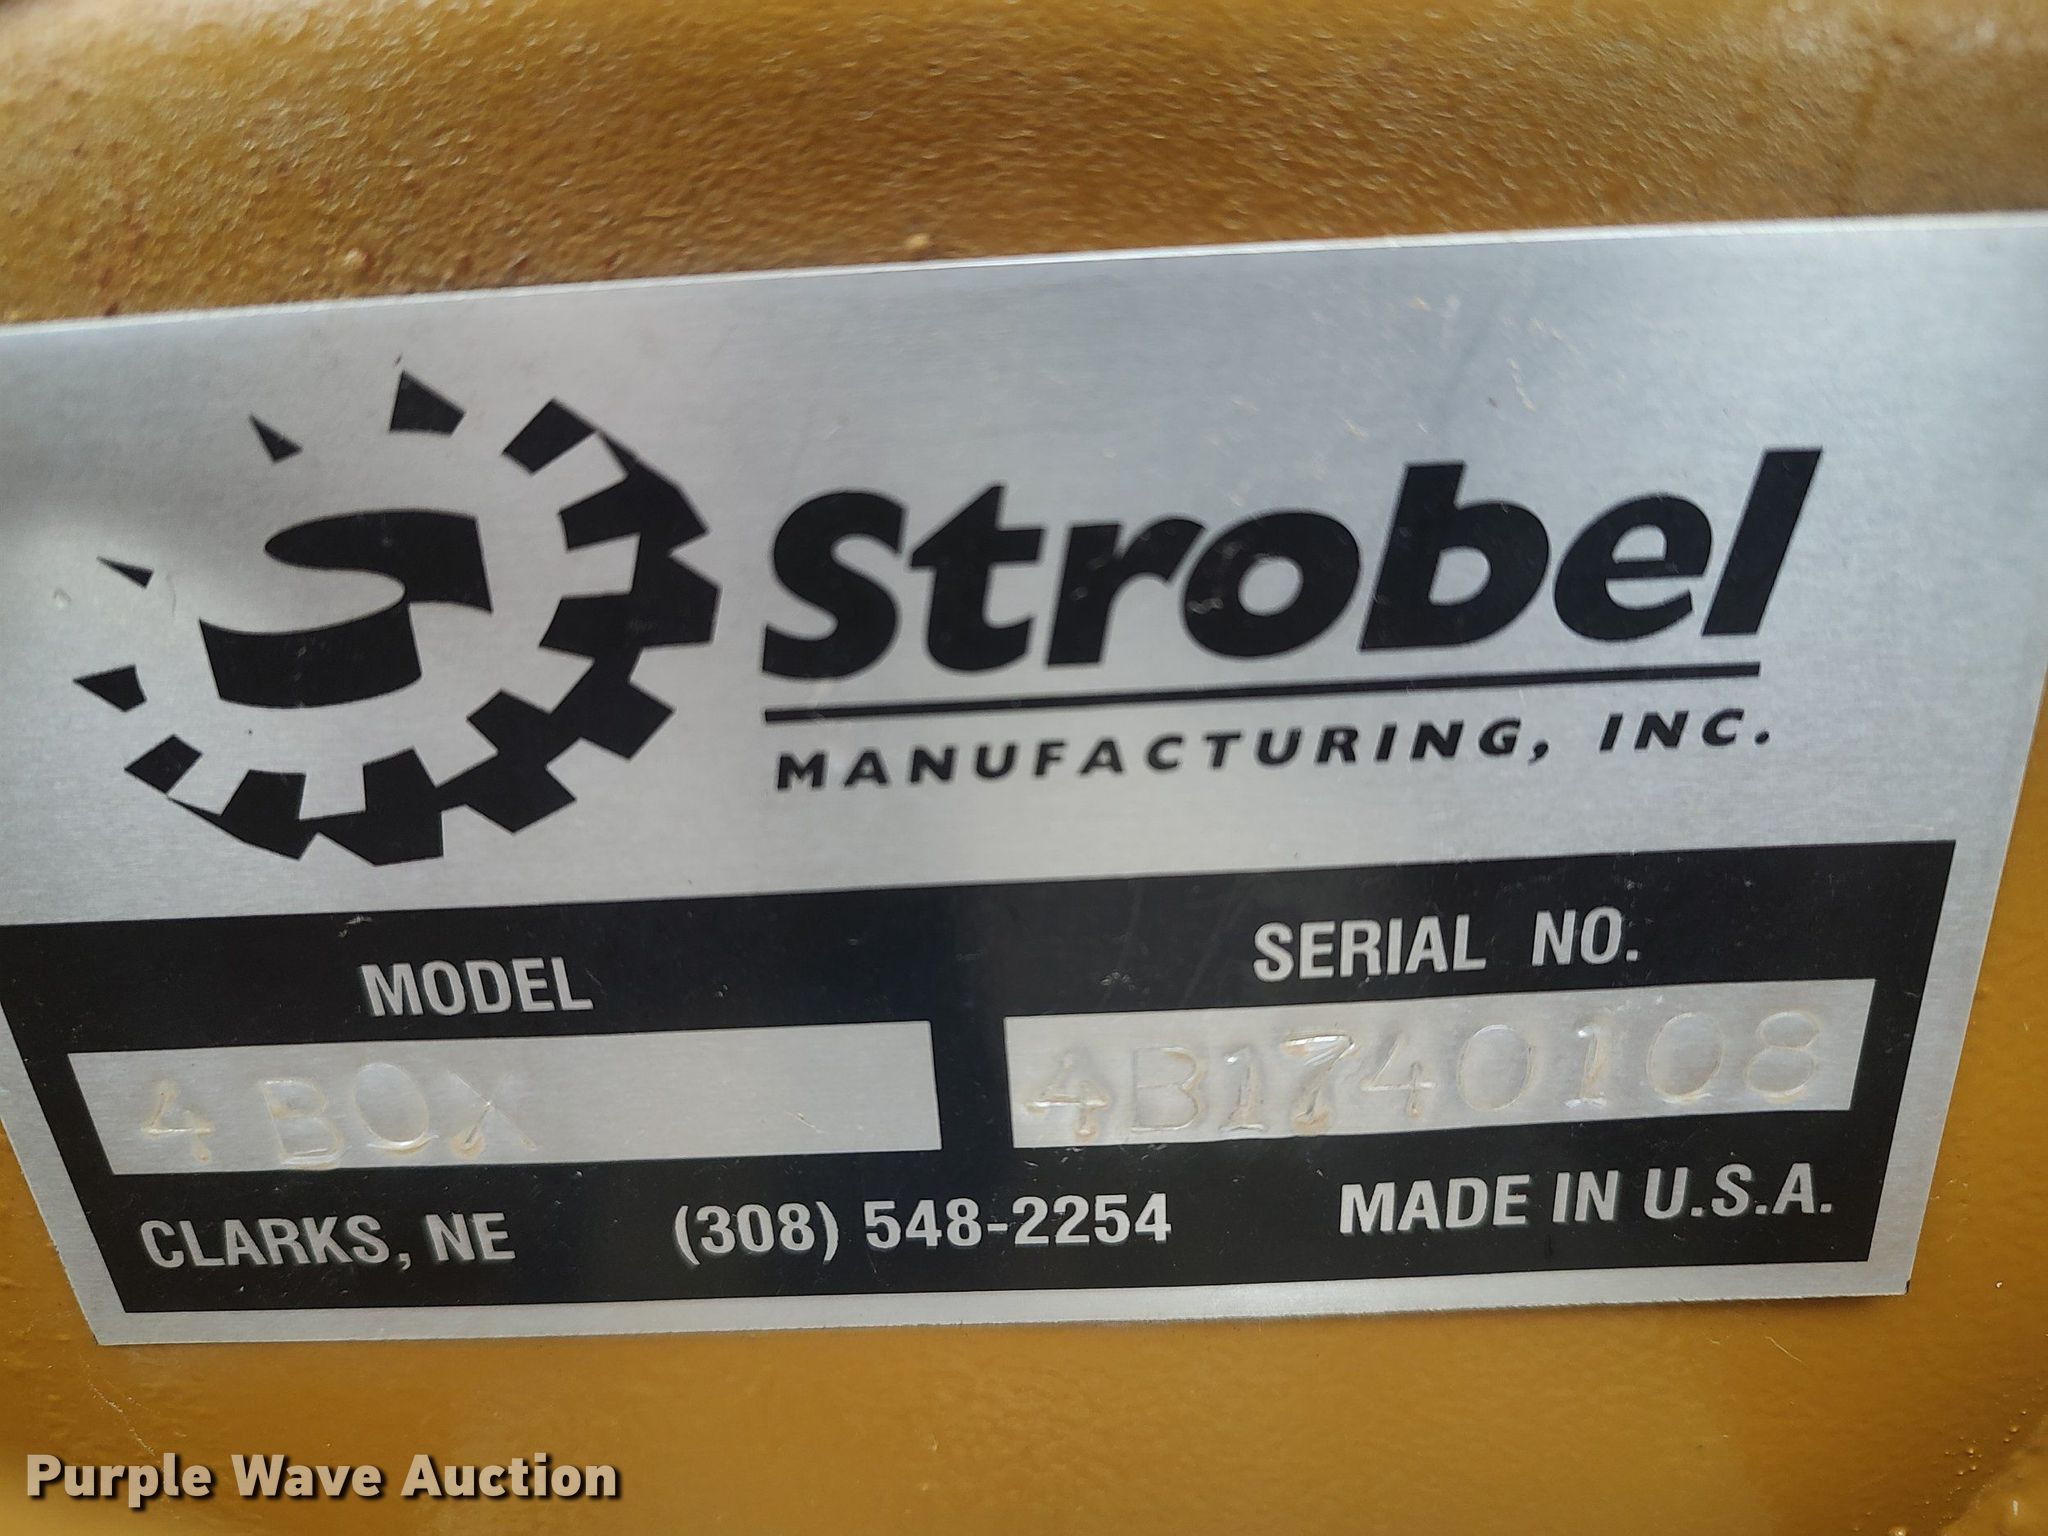 Strobel
MANUFACTURING, INC.
MODEL
SERIAL NO.
4 BOX
4B1740108
CLARKS, NE
(308) 548-2254
MADE IN U.S.A.
Purple Wave Auction